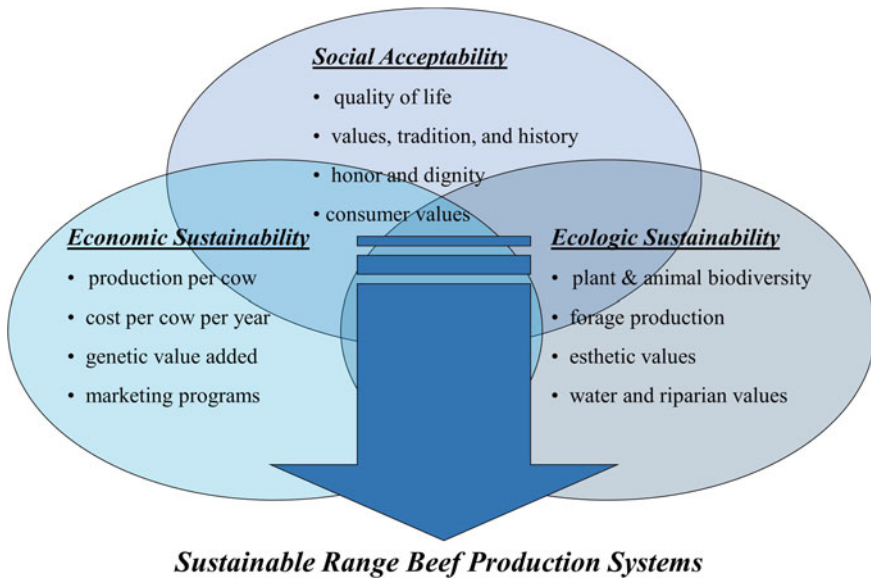 Social Acceptability
• quality of life
• values, tradition, and history
• honor and dignity
• consumer values
Economic Sustainability
• production per cow
• cost per cow per year
• genetic value added
• marketing programs
Ecologic Sustainability
• plant & animal biodiversity
• forage production
• esthetic values
• water and riparian values
Sustainable Range Beef Production Systems